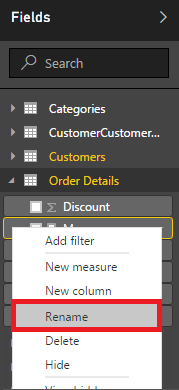 Fields
Search
Categories
CustomerCustomer...
Customers
Order Details
Discount
Add filter
New measure
New column
Rename
Delete
Hide